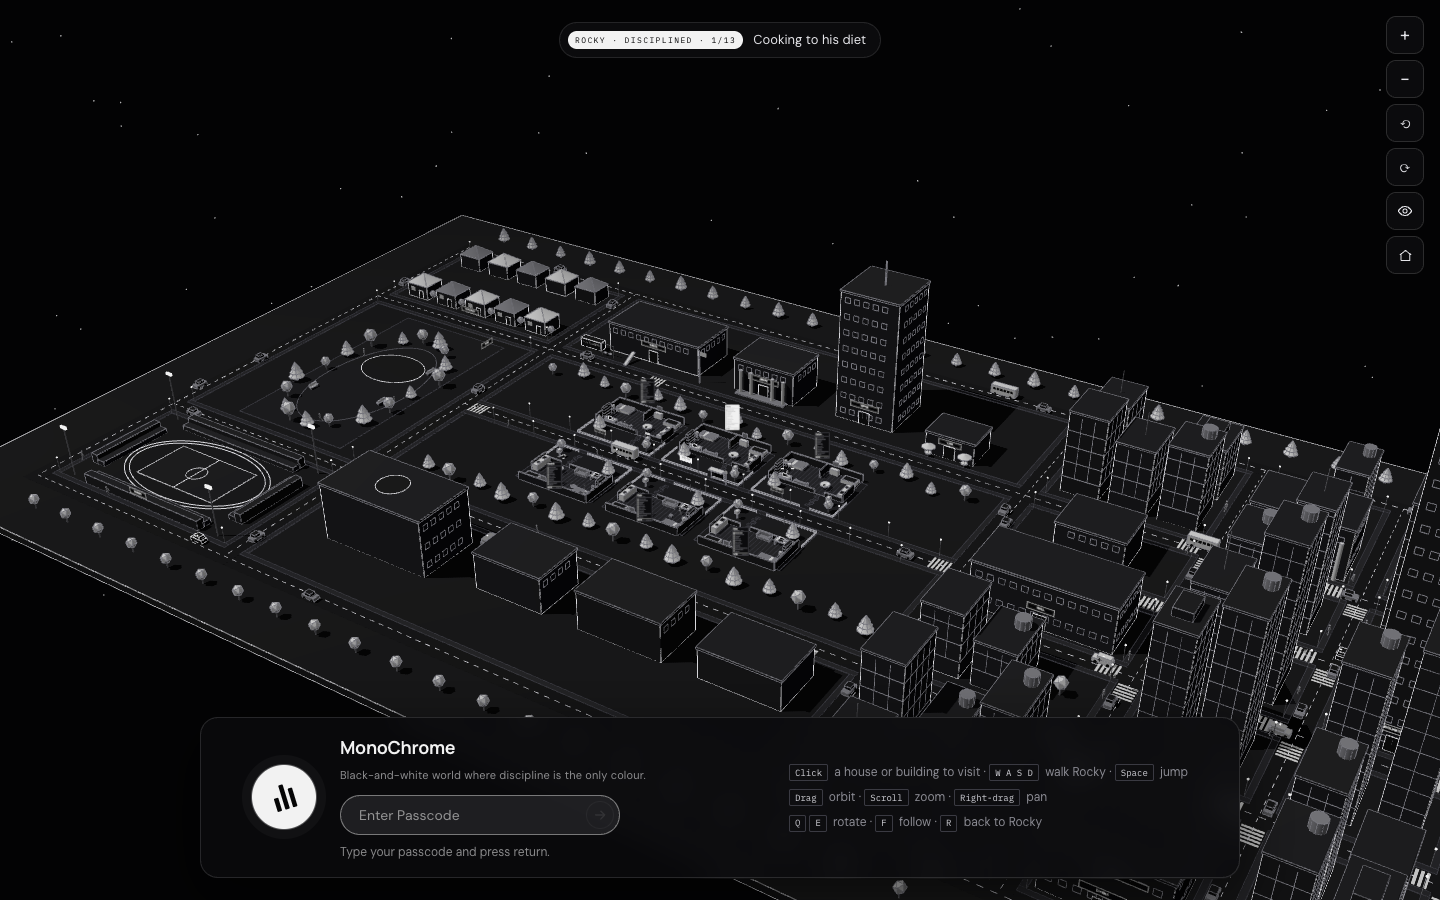 ROCKY · DISCIPLINED · 1/13 Cooking to his diet
MonoChrome
Black-and-white world where discipline is the only colour.
Enter Passcode
Type your passcode and press return.
Click a house or building to visit · W A S D walk Rocky · Space jump
Drag orbit · Scroll zoom · Right-drag pan
Q E rotate · F follow · R back to Rocky